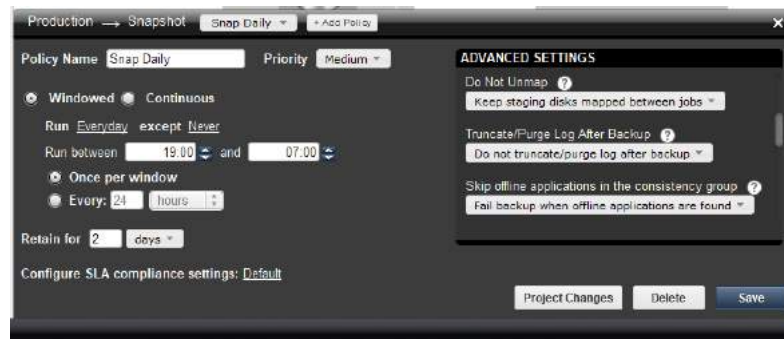 Production → Snapshot Snap Daily + Add Policy
Policy Name Snap Daily Priority Medium
Windowed Continuous
Run Everyday except Never
Run between 19:00 and 07:00
Once per window
Every: 24 hours
Retain for 2 days
Configure SLA compliance settings: Default
ADVANCED SETTINGS
Do Not Unmap ?
Keep staging disks mapped between jobs
Truncate/Purge Log After Backup ?
Do not truncate/purge log after backup
Skip offline applications in the consistency group ?
Fail backup when offline applications are found
Project Changes Delete Save